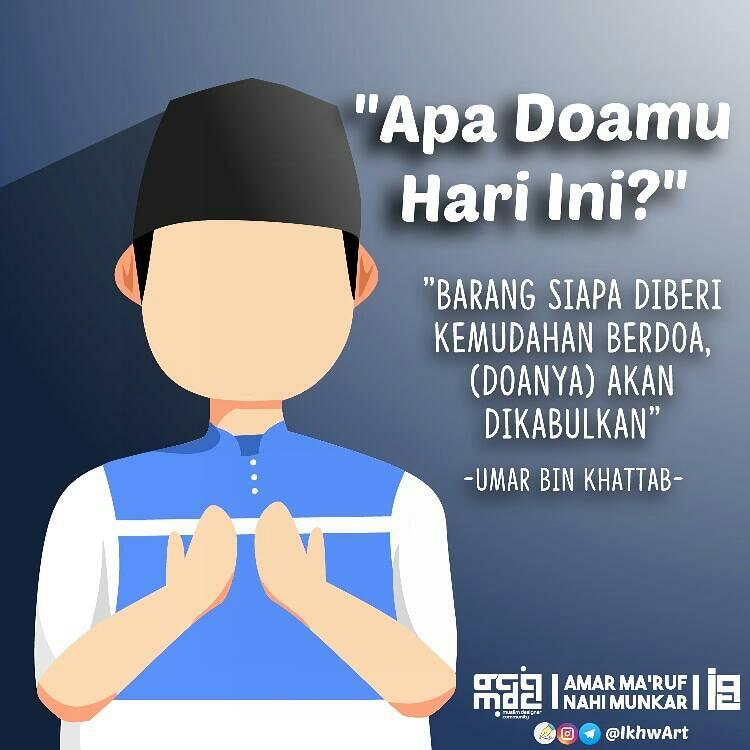 "Apa Doamu
Hari Ini?"
"BARANG SIAPA DIBERI
KEMUDAHAN BERDOA,
(DOANYA) AKAN
DIKABULKAN"
-UMAR BIN KHATTAB-
mdc
muslim designer
community
AMAR MA'RUF
NAHI MUNKAR
@IkhwArt